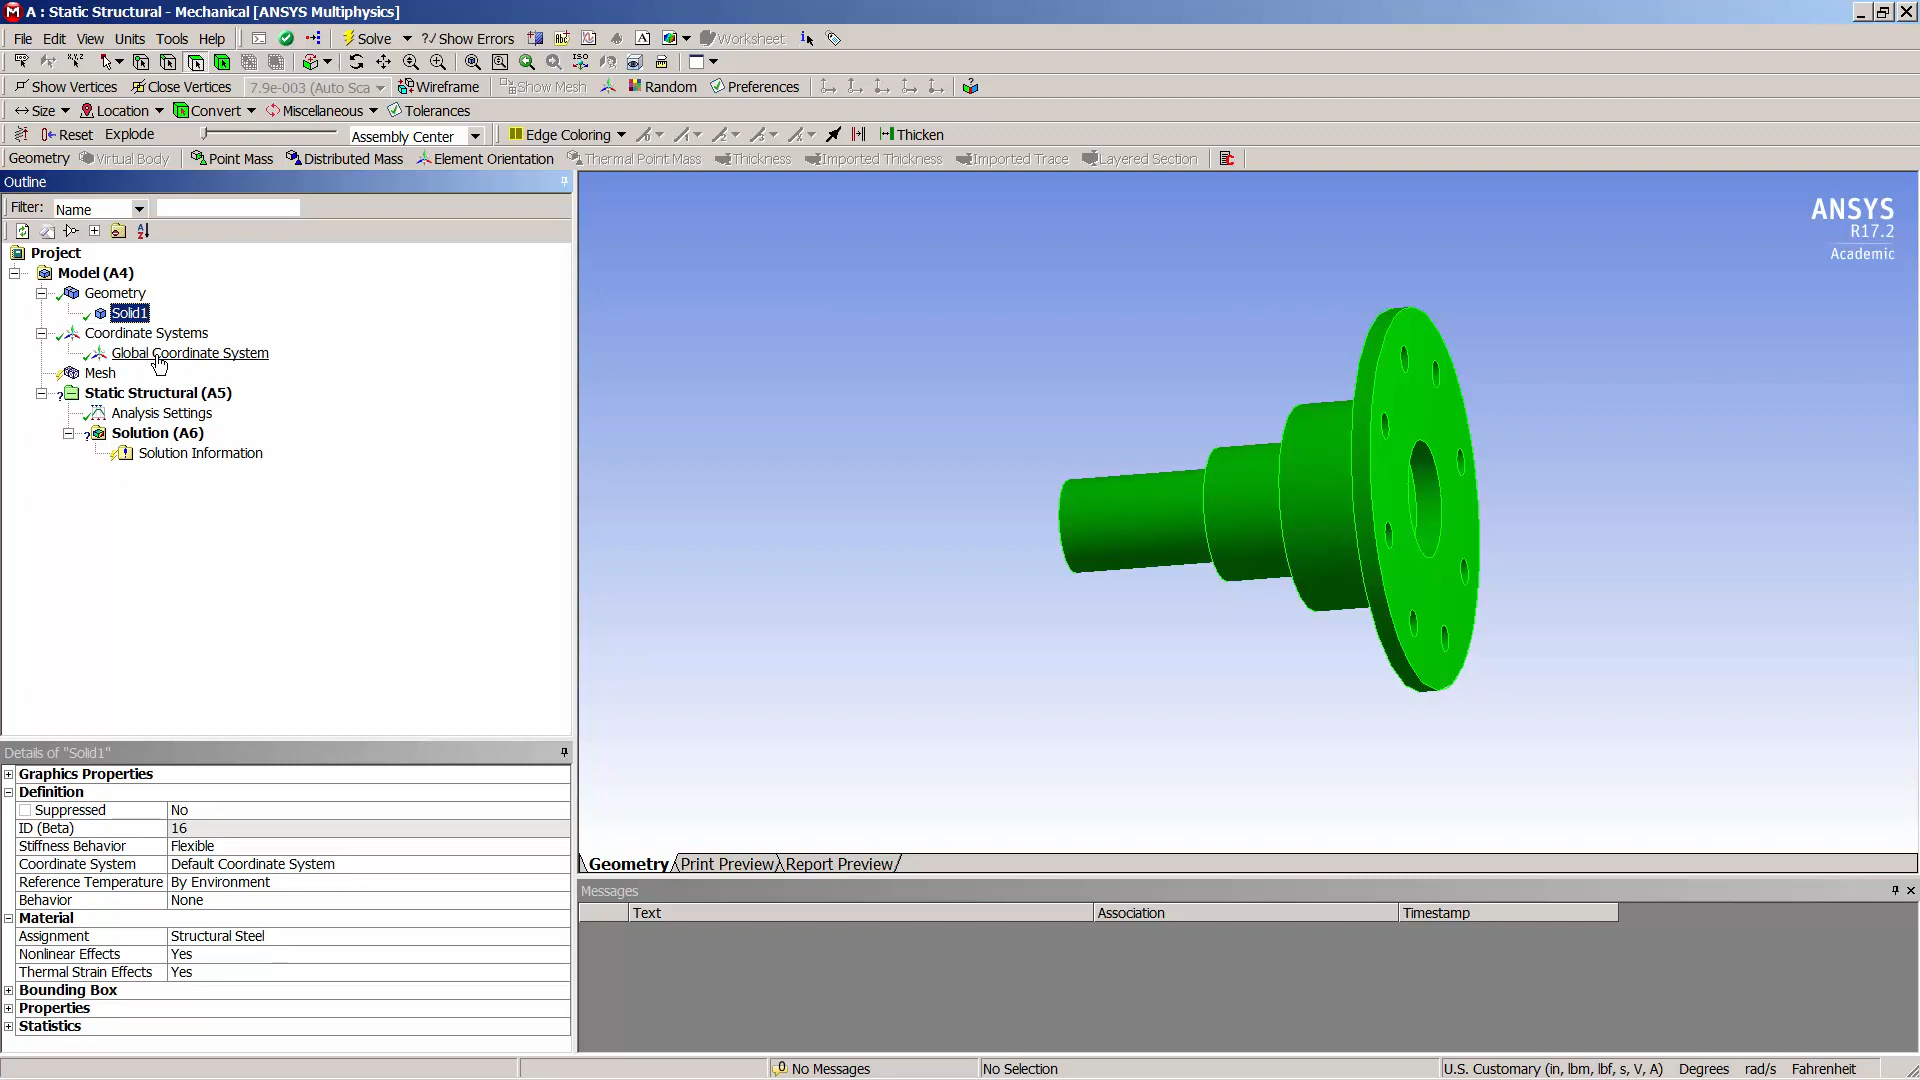 A : Static Structural - Mechanical [ANSYS Multiphysics]
File Edit View Units Tools Help Solve ?/ Show Errors A Worksheet
Show Vertices Close Vertices 7.9e-003 (Auto Sca Wireframe Show Mesh Random Preferences
Size Location Convert Miscellaneous Tolerances
Reset Explode Assembly Center Edge Coloring Thicken
Geometry Virtual Body Point Mass Distributed Mass Element Orientation Thermal Point Mass Thickness Imported Thickness Imported Trace Layered Section
Outline
Filter: Name
Project
Model (A4)
Geometry
Solid1
Coordinate Systems
Global Coordinate System
Mesh
Static Structural (A5)
Analysis Settings
Solution (A6)
Solution Information
ANSYS
R17.2
Academic
Details of "Solid1"
Graphics Properties
Definition
Suppressed No
ID (Beta) 16
Stiffness Behavior Flexible
Coordinate System Default Coordinate System
Reference Temperature By Environment
Behavior None
Material
Assignment Structural Steel
Nonlinear Effects Yes
Thermal Strain Effects Yes
Bounding Box
Properties
Statistics
Geometry Print Preview Report Preview
Messages
Text Association Timestamp
No Messages No Selection U.S. Customary (in, lbm, lbf, s, V, A) Degrees rad/s Fahrenheit